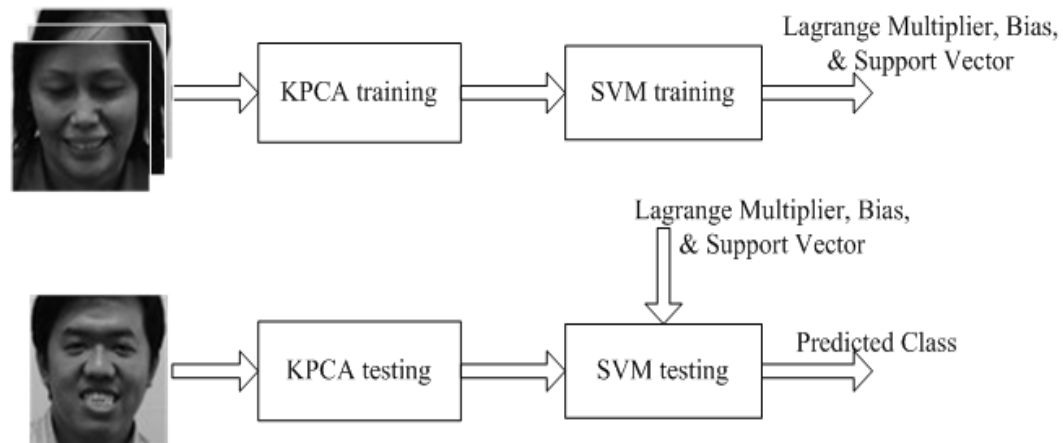 Lagrange Multiplier, Bias,
& Support Vector
KPCA training
SVM training
Lagrange Multiplier, Bias,
& Support Vector
KPCA testing
SVM testing
Predicted Class